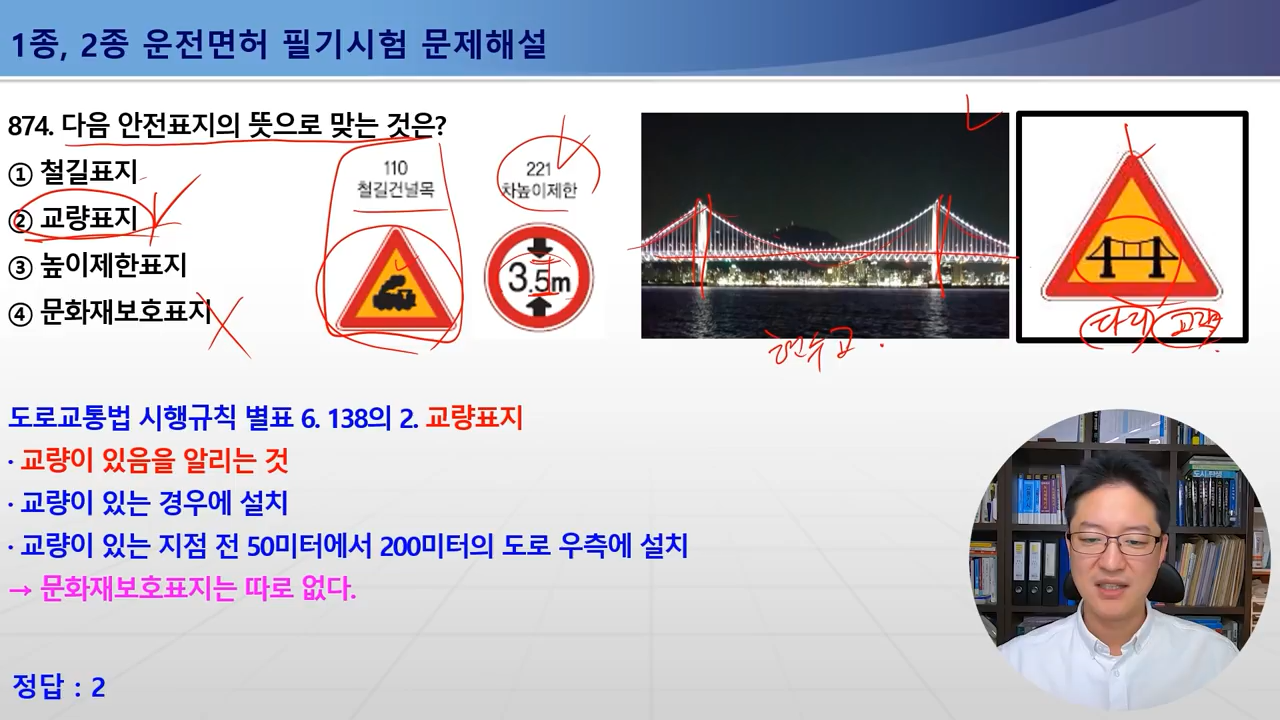 1종, 2종 운전면허 필기시험 문제해설
874. 다음 안전표지의 뜻으로 맞는 것은?
① 철길표지
② 교량표지
③ 높이제한표지
④ 문화재보호표지
110
철길건널목
221
차높이제한
3.5m
현수교
다리 교량
도로교통법 시행규칙 별표 6. 138의 2. 교량표지
· 교량이 있음을 알리는 것
· 교량이 있는 경우에 설치
· 교량이 있는 지점 전 50미터에서 200미터의 도로 우측에 설치
→ 문화재보호표지는 따로 없다.
정답 : 2